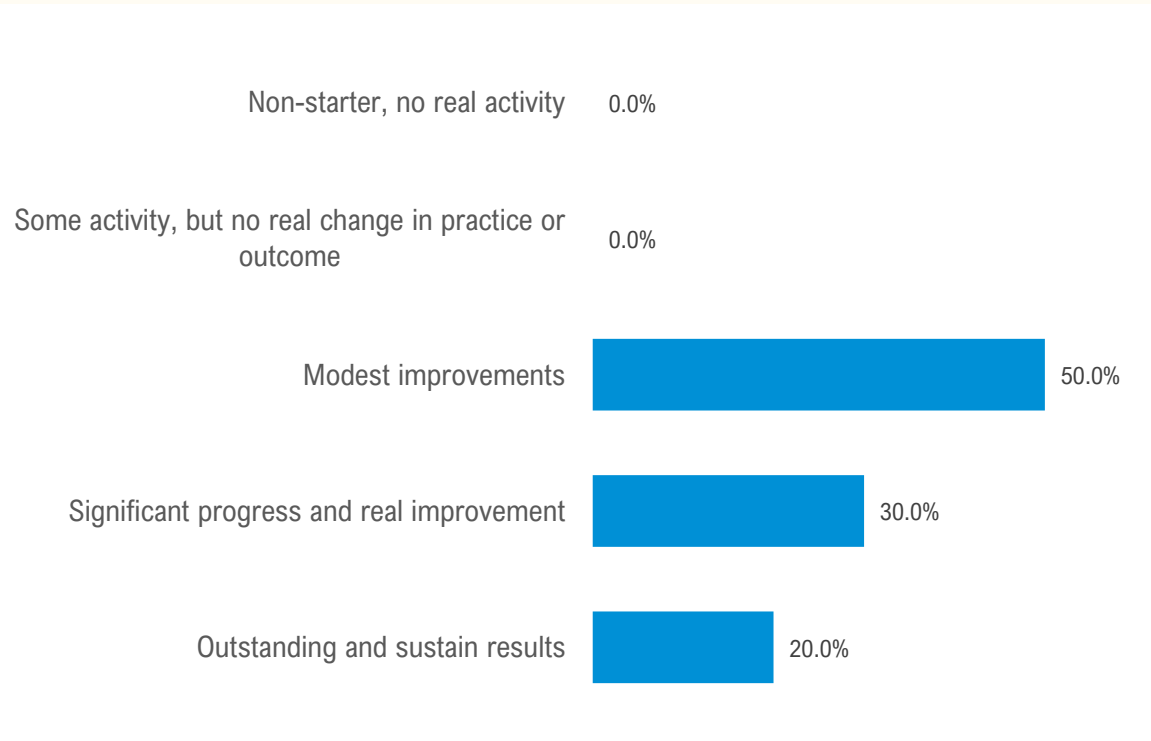 Non-starter, no real activity
0.0%
Some activity, but no real change in practice or
outcome
0.0%
Modest improvements
50.0%
Significant progress and real improvement
30.0%
Outstanding and sustain results
20.0%